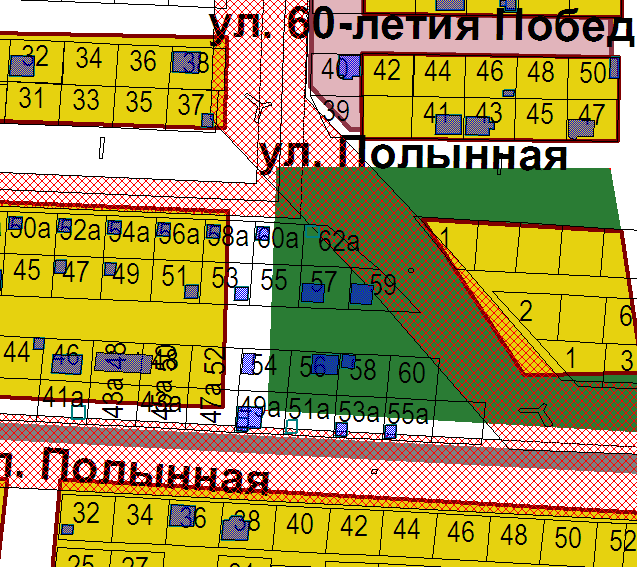 ул. 60-летия Побед
32 34 36 38
40 42 44 46 48 50
31 33 35 37
39 41 43 45 47
ул. Полынная
50а 52а 54а 56а 58а 60а 62а
1
45 47 49 51 53 55 57 59
2 6
44 46 48 50 52 54 56 58 60
1 3
41а 43а 47а 49а 51а 53а 55а
л. Полынная
32 34 36 38 40 42 44 46 48 50 52
25 27